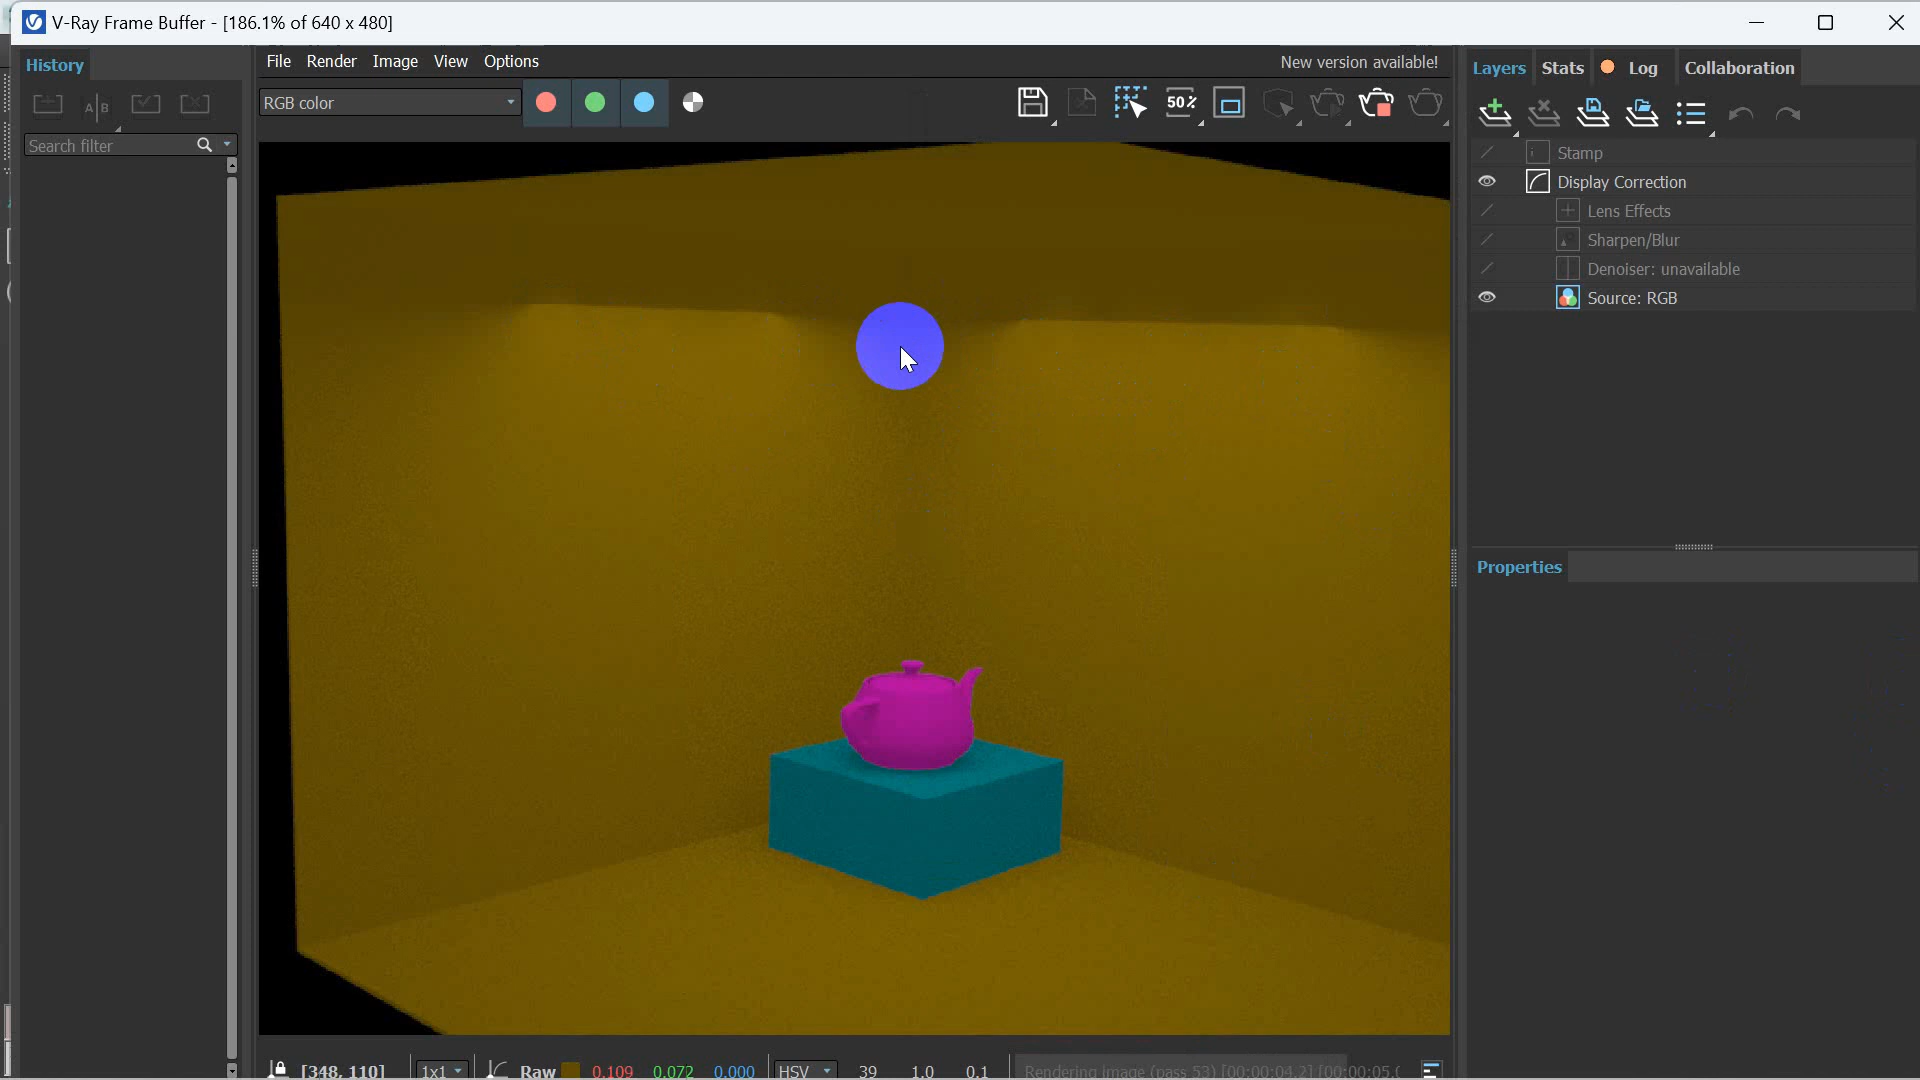 V-Ray Frame Buffer - [186.1% of 640 x 480]
History
File Render Image View Options
New version available!
Layers Stats Log Collaboration
RGB color
50%
A B
Search filter
Stamp
Display Correction
Lens Effects
Sharpen/Blur
Denoiser: unavailable
Source: RGB
Properties
[348, 110] 1x1 Raw 0.109 0.072 0.000 HSV 39 1.0 0.1 Rendering image (pass 53) [00:00:04.2] [00:00:05.